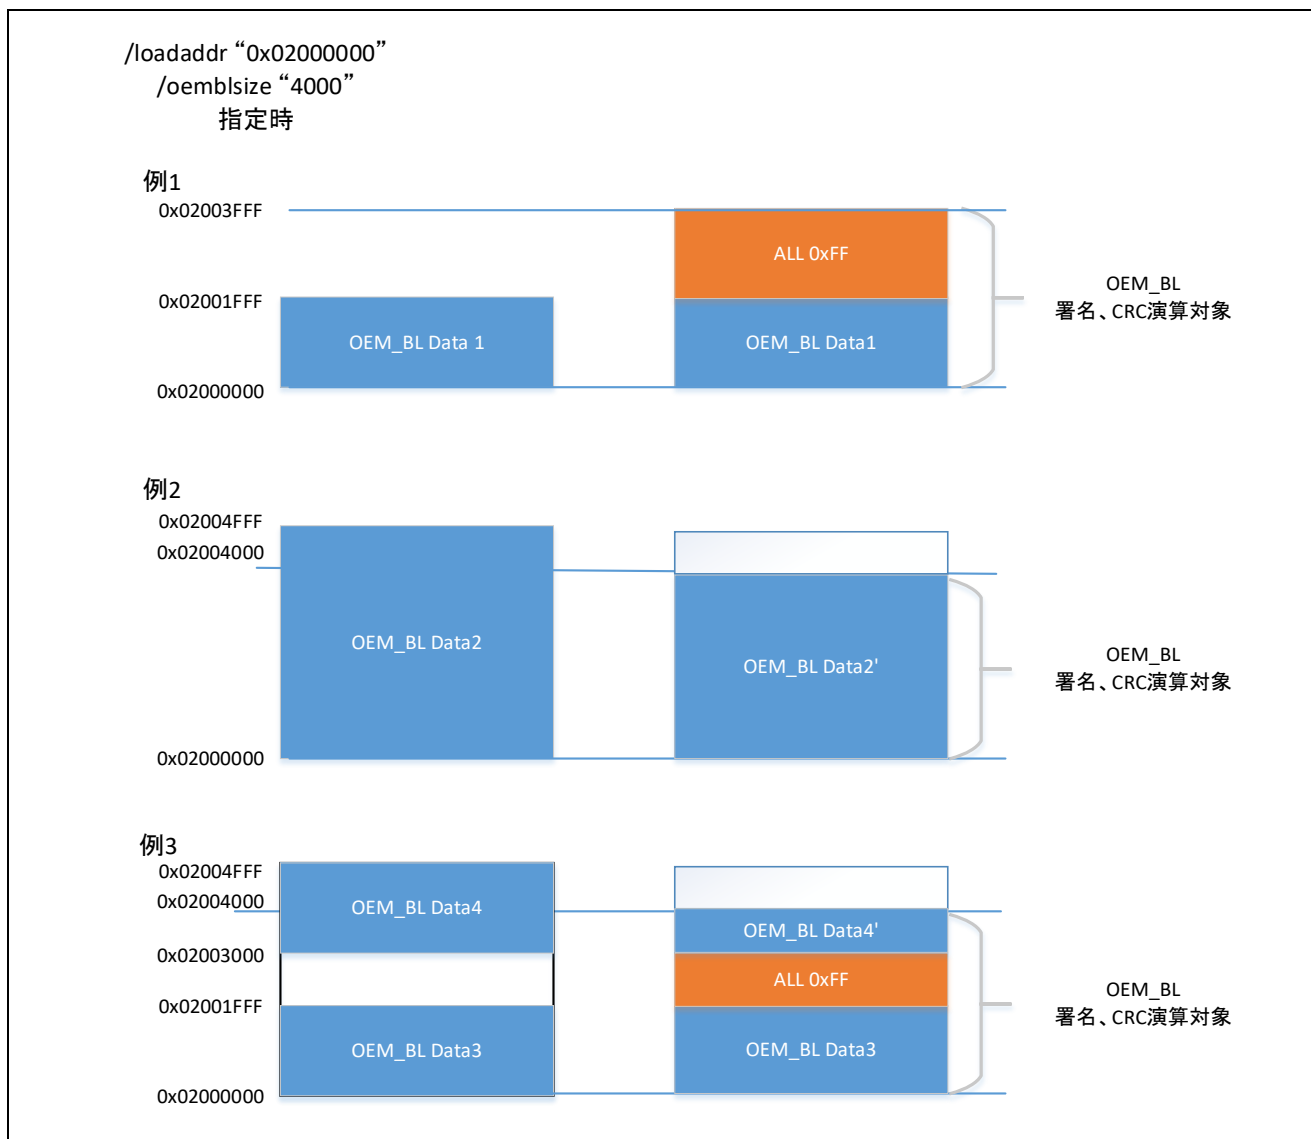 /loadaddr “0x02000000”
/oemblsize “4000”
指定時
例1
0x02003FFF
ALL 0xFF
0x02001FFF
OEM_BL Data 1
OEM_BL Data1
0x02000000
OEM_BL
署名、CRC演算対象
例2
0x02004FFF
0x02004000
OEM_BL Data2
OEM_BL Data2'
0x02000000
OEM_BL
署名、CRC演算対象
例3
0x02004FFF
0x02004000
OEM_BL Data4
OEM_BL Data4'
0x02003000
ALL 0xFF
0x02001FFF
OEM_BL Data3
OEM_BL Data3
0x02000000
OEM_BL
署名、CRC演算対象